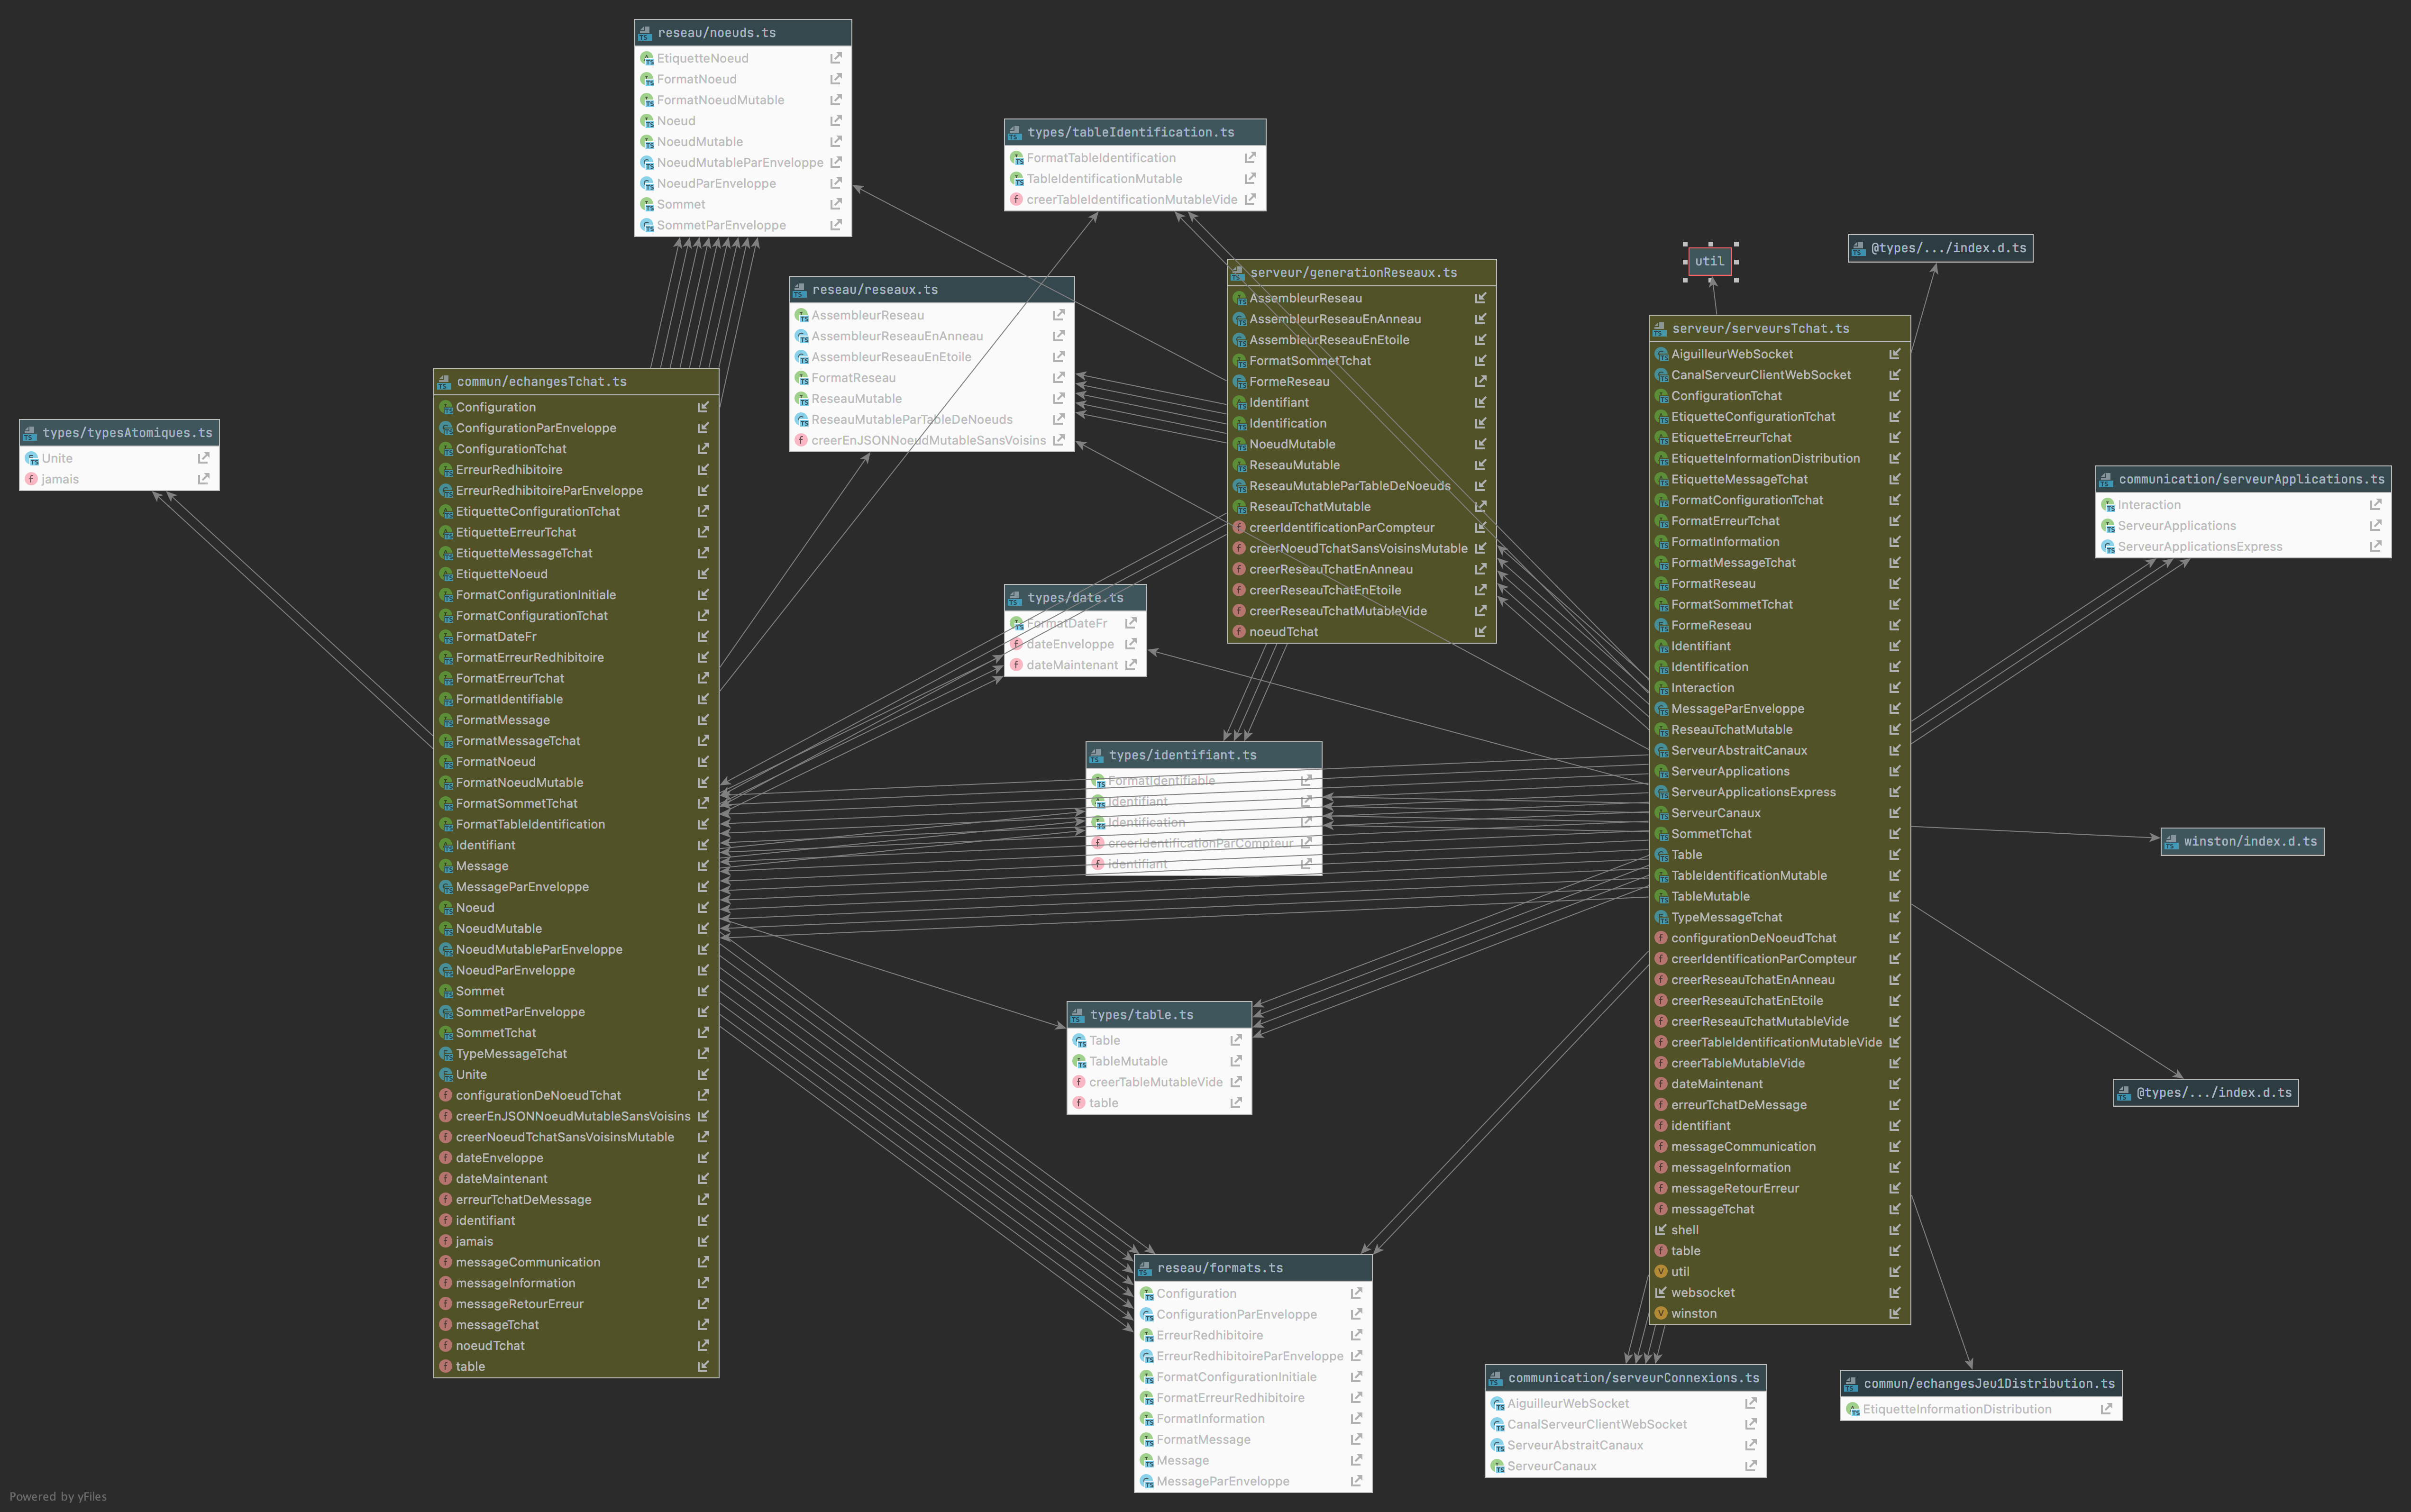 reseau/noeuds.ts
EtiquetteNoeud
FormatNoeud
FormatNoeudMutable
Noeud
NoeudMutable
NoeudMutableParEnveloppe
NoeudParEnveloppe
Sommet
SommetParEnveloppe
types/tableIdentification.ts
FormatTableIdentification
TableIdentificationMutable
creerTableIdentificationMutableVide
reseau/reseaux.ts
AssembleurReseau
AssembleurReseauEnAnneau
AssembleurReseauEnEtoile
FormatReseau
ReseauMutable
ReseauMutableParTableDeNoeuds
creerEnJSONNoeudMutableSansVoisins
serveur/generationReseaux.ts
AssembleurReseau
AssembleurReseauEnAnneau
AssembleurReseauEnEtoile
FormatSommetTchat
FormeReseau
Identifiant
Identification
NoeudMutable
ReseauMutable
ReseauMutableParTableDeNoeuds
ReseauTchatMutable
creerIdentificationParCompteur
creerNoeudTchatSansVoisinsMutable
creerReseauTchatEnAnneau
creerReseauTchatEnEtoile
creerReseauTchatMutableVide
noeudTchat
util
@types/.../index.d.ts
serveur/serveursTchat.ts
AiguilleurWebSocket
CanalServeurClientWebSocket
ConfigurationTchat
EtiquetteConfigurationTchat
EtiquetteErreurTchat
EtiquetteInformationDistribution
EtiquetteMessageTchat
FormatConfigurationTchat
FormatErreurTchat
FormatInformation
FormatMessageTchat
FormatReseau
FormatSommetTchat
FormeReseau
Identifiant
Identification
Interaction
MessageParEnveloppe
ReseauTchatMutable
ServeurAbstraitCanaux
ServeurApplications
ServeurApplicationsExpress
ServeurCanaux
SommetTchat
Table
TableIdentificationMutable
TableMutable
TypeMessageTchat
configurationDeNoeudTchat
creerIdentificationParCompteur
creerReseauTchatEnAnneau
creerReseauTchatEnEtoile
creerReseauTchatMutableVide
creerTableIdentificationMutableVide
creerTableMutableVide
dateMaintenant
erreurTchatDeMessage
identifiant
messageCommunication
messageInformation
messageRetourErreur
messageTchat
shell
table
util
websocket
winston
commun/echangesTchat.ts
Configuration
ConfigurationParEnveloppe
ConfigurationTchat
ErreurRedhibitoire
ErreurRedhibitoireParEnveloppe
EtiquetteConfigurationTchat
EtiquetteErreurTchat
EtiquetteMessageTchat
EtiquetteNoeud
FormatConfigurationInitiale
FormatConfigurationTchat
FormatDateFr
FormatErreurRedhibitoire
FormatErreurTchat
FormatIdentifiable
FormatMessage
FormatMessageTchat
FormatNoeud
FormatNoeudMutable
FormatSommetTchat
FormatTableIdentification
Identifiant
Message
MessageParEnveloppe
Noeud
NoeudMutable
NoeudMutableParEnveloppe
NoeudParEnveloppe
Sommet
SommetParEnveloppe
SommetTchat
TypeMessageTchat
Unite
configurationDeNoeudTchat
creerEnJSONNoeudMutableSansVoisins
creerNoeudTchatSansVoisinsMutable
dateEnveloppe
dateMaintenant
erreurTchatDeMessage
identifiant
jamais
messageCommunication
messageInformation
messageRetourErreur
messageTchat
noeudTchat
table
types/typesAtomiques.ts
Unite
jamais
communication/serveurApplications.ts
Interaction
ServeurApplications
ServeurApplicationsExpress
types/date.ts
FormatDateFr
dateEnveloppe
dateMaintenant
types/identifiant.ts
FormatIdentifiable
Identifiant
Identification
creerIdentificationParCompteur
identifiant
winston/index.d.ts
types/table.ts
Table
TableMutable
creerTableMutableVide
table
@types/.../index.d.ts
reseau/formats.ts
Configuration
ConfigurationParEnveloppe
ErreurRedhibitoire
ErreurRedhibitoireParEnveloppe
FormatConfigurationInitiale
FormatErreurRedhibitoire
FormatInformation
FormatMessage
Message
MessageParEnveloppe
communication/serveurConnexions.ts
AiguilleurWebSocket
CanalServeurClientWebSocket
ServeurAbstraitCanaux
ServeurCanaux
commun/echangesJeu1Distribution.ts
EtiquetteInformationDistribution
Powered by yFiles